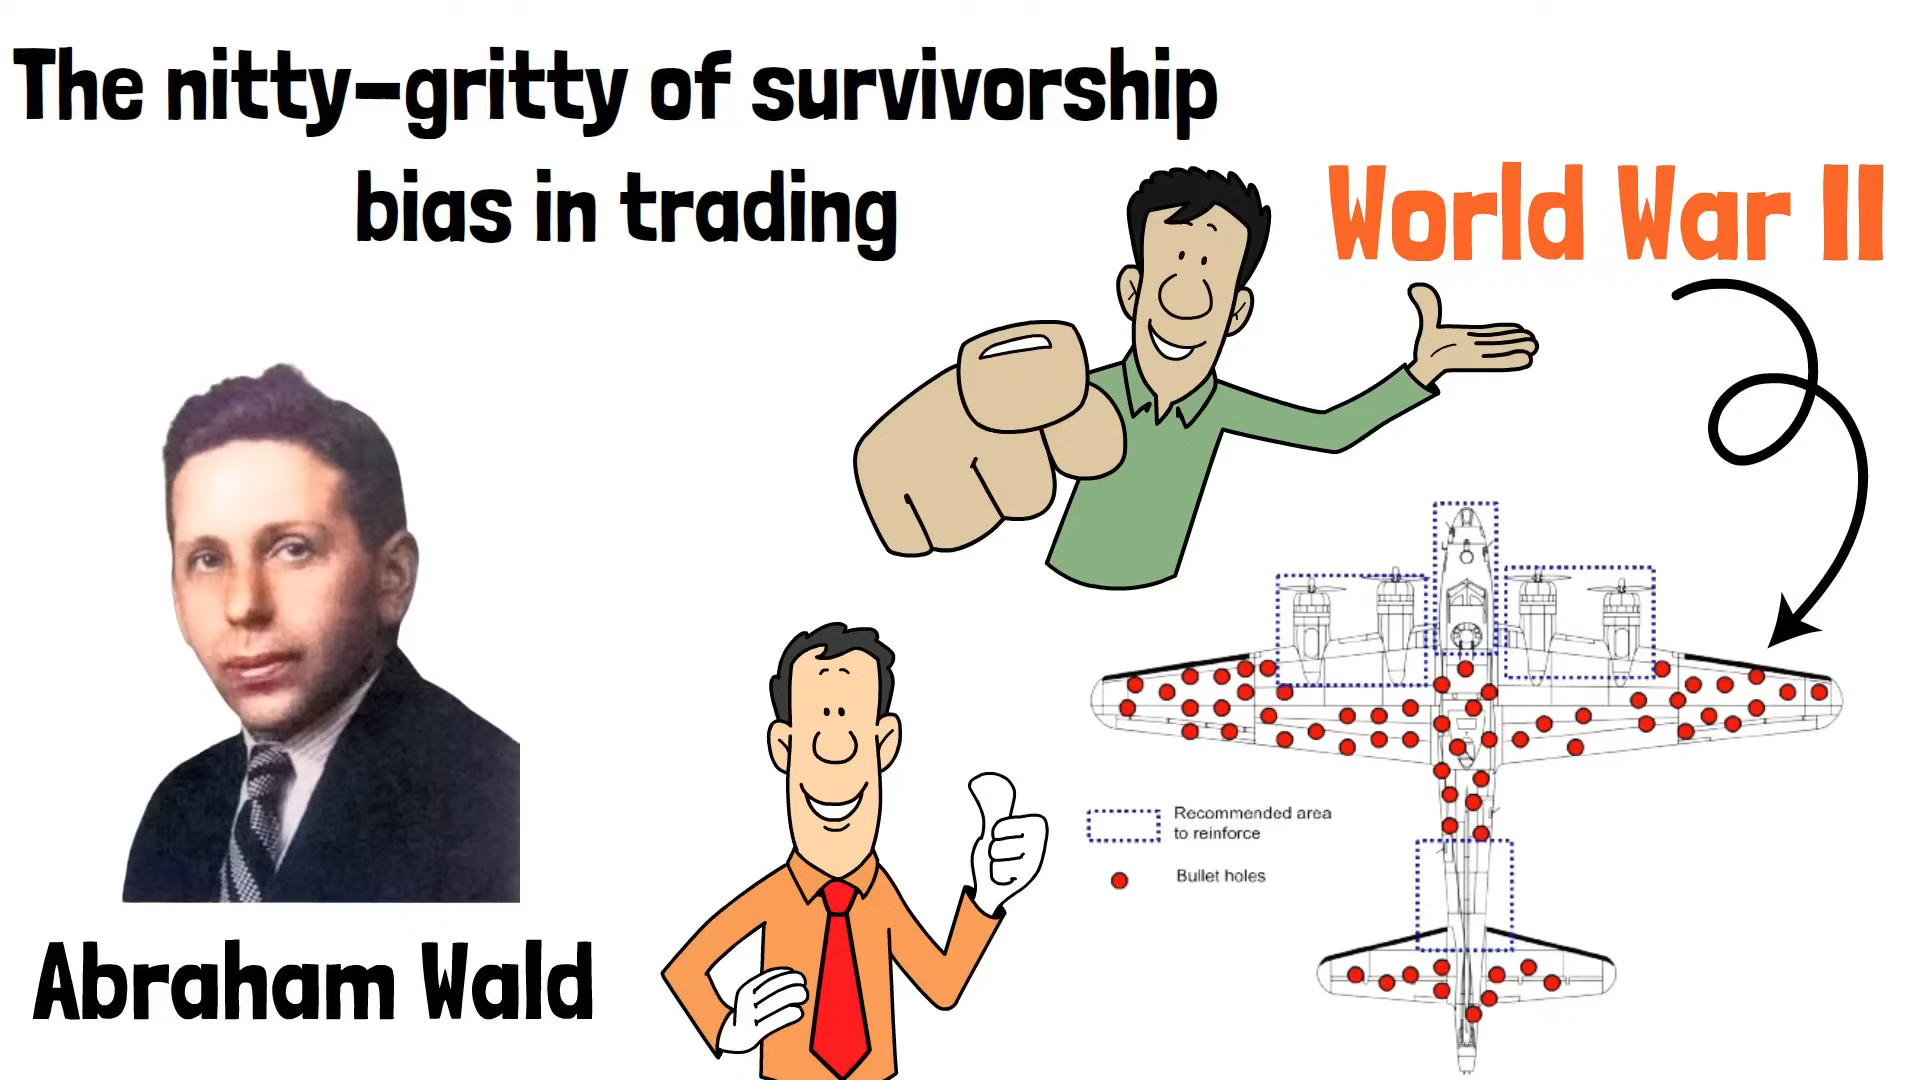 The nitty-gritty of survivorship
bias in trading
World War II
Recommended area
to reinforce
Bullet holes
Abraham Wald